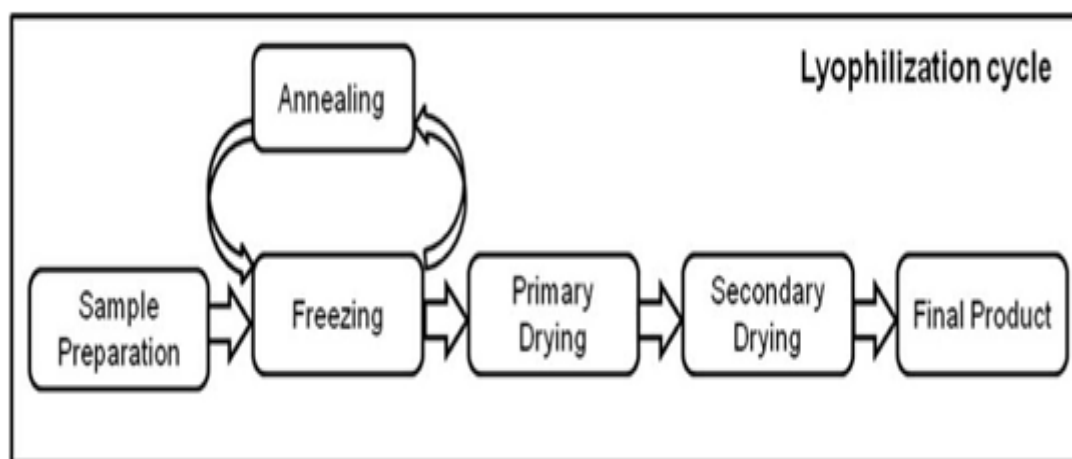 Lyophilization cycle
Annealing
Sample
Preparation
Freezing
Primary
Drying
Secondary
Drying
Final Product